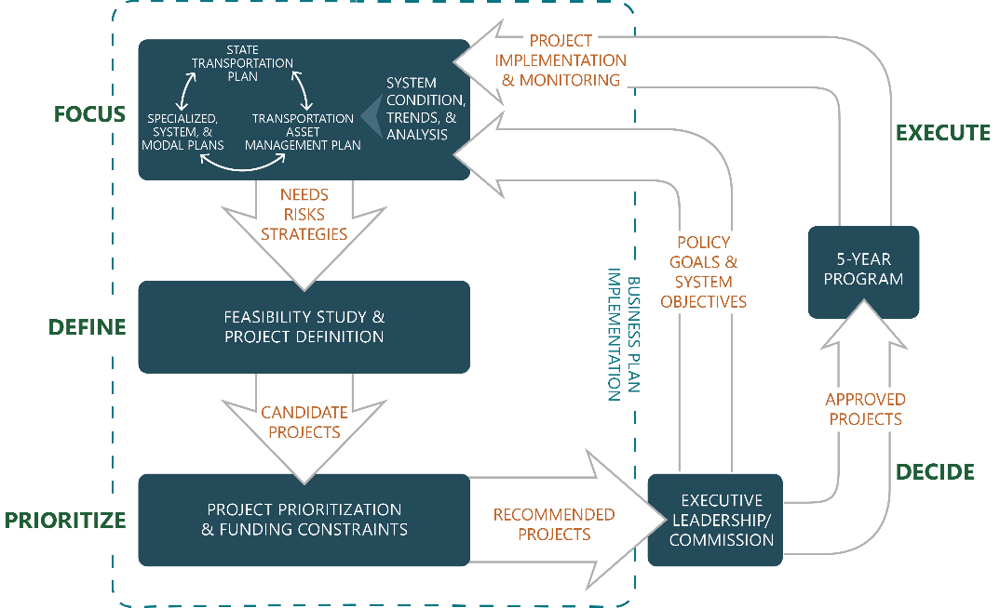 FOCUS
STATE
TRANSPORTATION
PLAN
SPECIALIZED,
SYSTEM, &
MODAL PLANS
TRANSPORTATION
ASSET
MANAGEMENT PLAN
SYSTEM
CONDITION,
TRENDS, &
ANALYSIS
PROJECT
IMPLEMENTATION
& MONITORING
EXECUTE
NEEDS
RISKS
STRATEGIES
POLICY
GOALS &
SYSTEM
OBJECTIVES
5-YEAR
PROGRAM
BUSINESS PLAN
IMPLEMENTATION
DEFINE
FEASIBILITY STUDY &
PROJECT DEFINITION
CANDIDATE
PROJECTS
APPROVED
PROJECTS
DECIDE
PRIORITIZE
PROJECT PRIORITIZATION
& FUNDING CONSTRAINTS
RECOMMENDED
PROJECTS
EXECUTIVE
LEADERSHIP/
COMMISSION